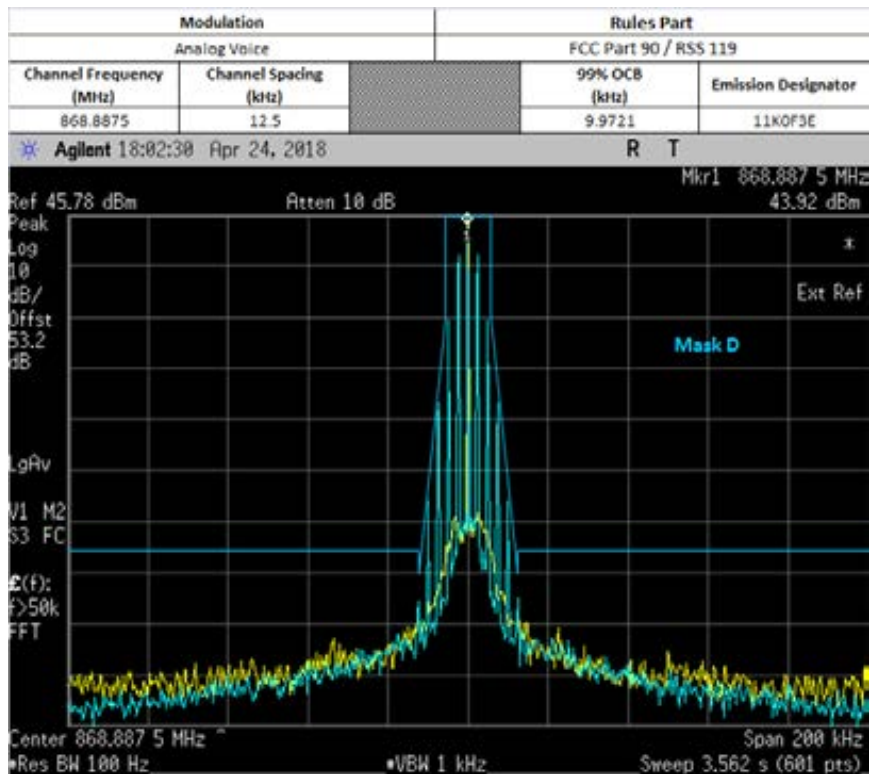 Modulation Rules Part
Analog Voice FCC Part 90 / RSS 119
Channel Frequency (MHz) Channel Spacing (kHz) 99% OCB (kHz) Emission Designator
868.8875 12.5 9.9721 11K0F3E
Agilent 18:02:30 Apr 24, 2018 R T
Mkr1 868.887 5 MHz
Ref 45.78 dBm Atten 10 dB 43.92 dBm
Peak
Log
10
dB/
Offst
53.2
dB
Ext Ref
Mask D
LgAv
V1 M2
S3 FC
£(f):
f>50k
FFT
Center 868.887 5 MHz ^ Span 200 kHz
*Res BW 100 Hz *VBW 1 kHz Sweep 3.562 s (601 pts)